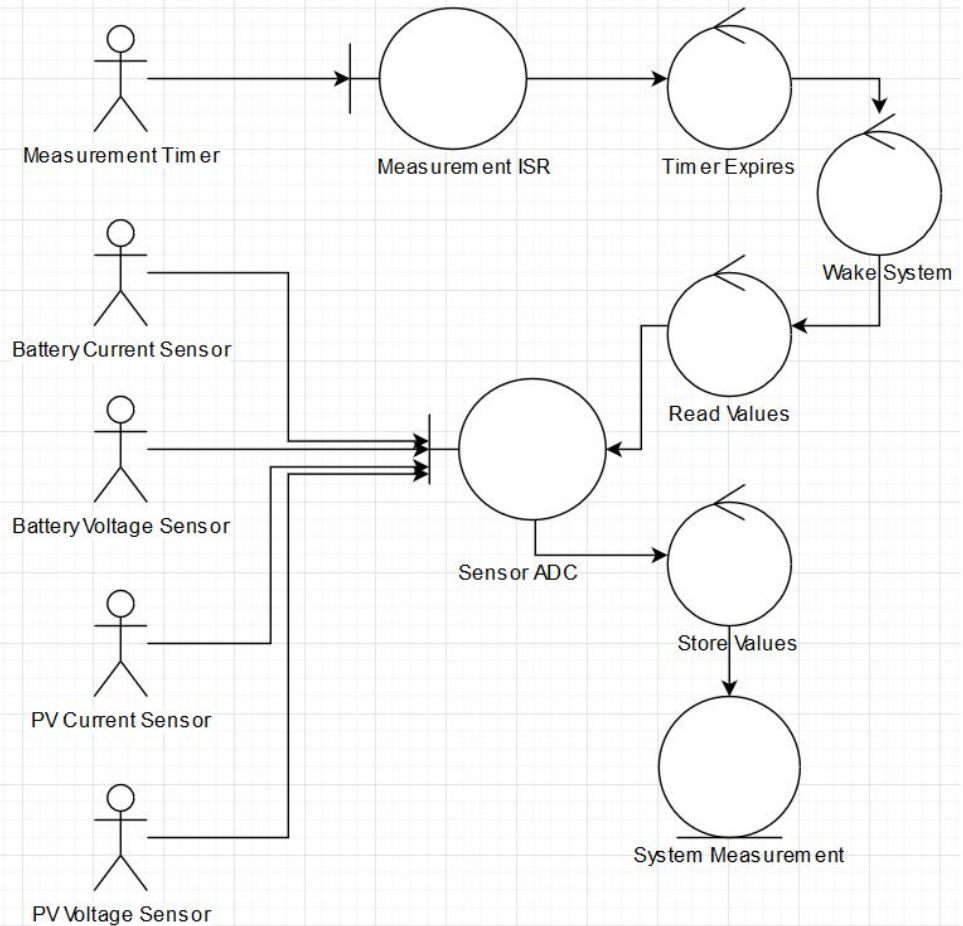 Measurement Timer
Measurement ISR
Timer Expires
Wake System
Battery Current Sensor
Read Values
Battery Voltage Sensor
Sensor ADC
Store Values
PV Current Sensor
System Measurement
PV Voltage Sensor